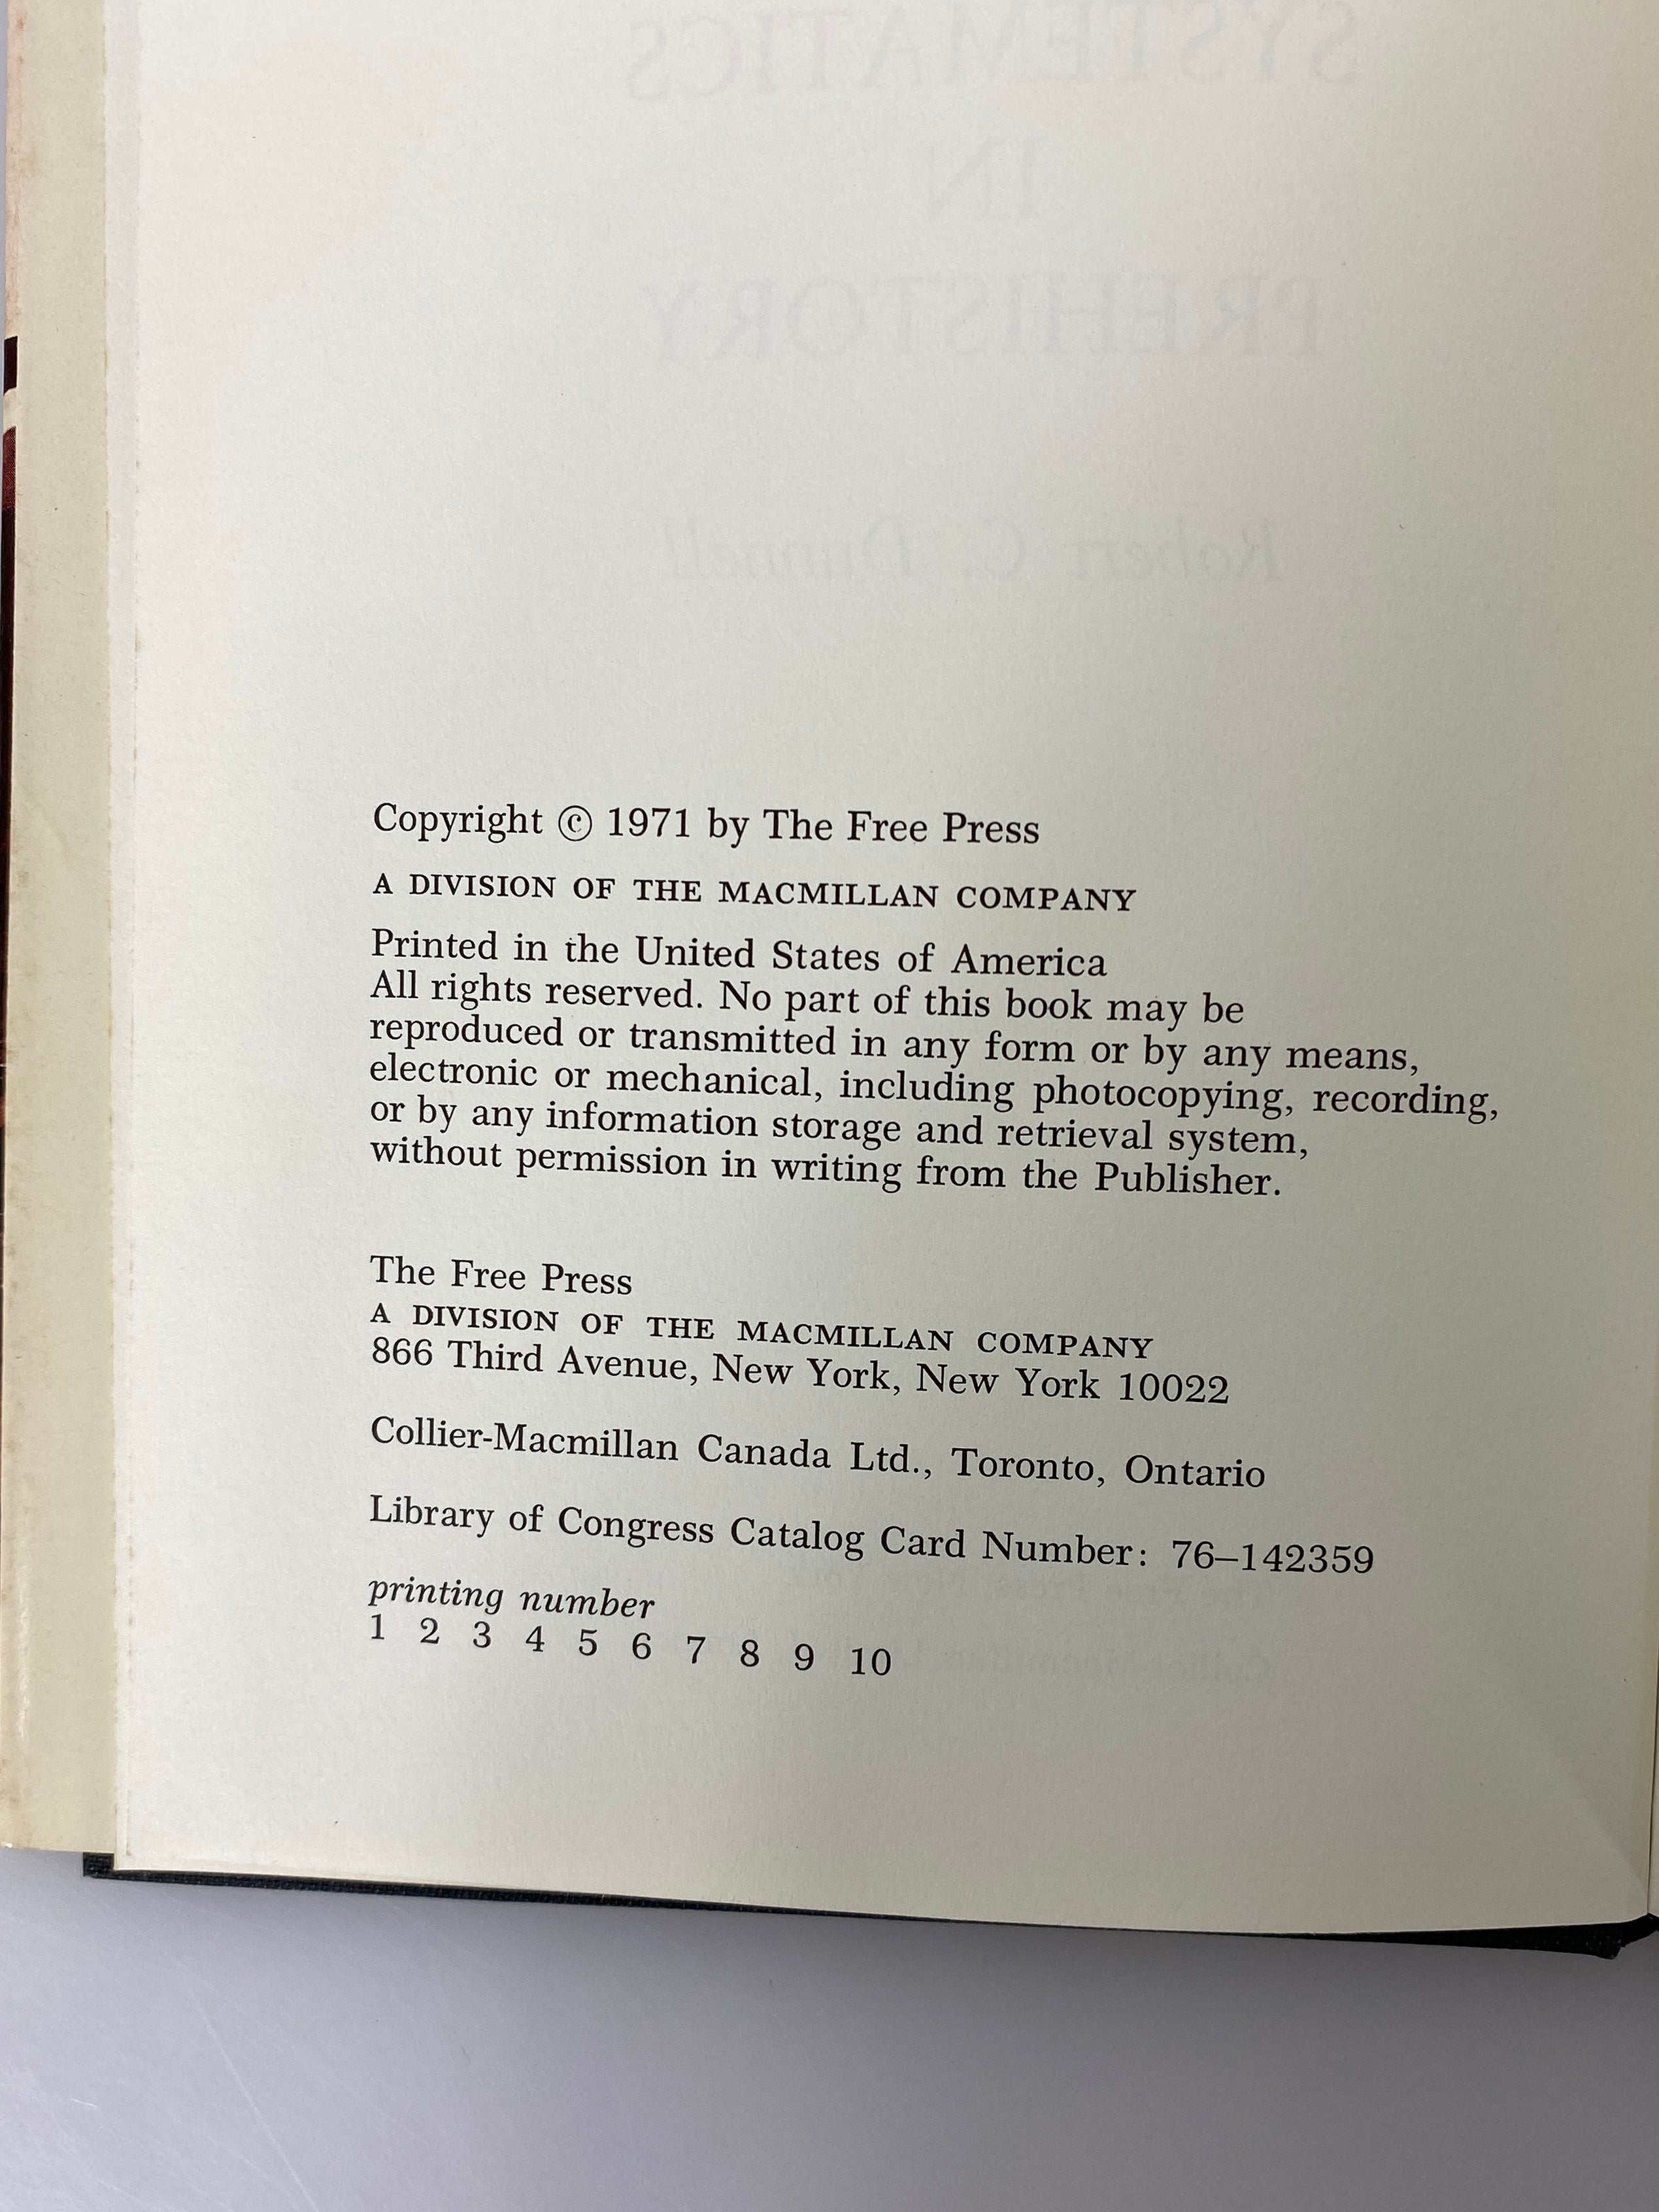 SYSTEMATICS
IN
PREHISTORY
Robert C. Dunnell
Copyright © 1971 by The Free Press
A DIVISION OF THE MACMILLAN COMPANY
Printed in the United States of America
All rights reserved. No part of this book may be
reproduced or transmitted in any form or by any means,
electronic or mechanical, including photocopying, recording,
or by any information storage and retrieval system,
without permission in writing from the Publisher.
The Free Press
A DIVISION OF THE MACMILLAN COMPANY
866 Third Avenue, New York, New York 10022
Collier-Macmillan Canada Ltd., Toronto, Ontario
Library of Congress Catalog Card Number: 76–142359
printing number
1 2 3 4 5 6 7 8 9 10